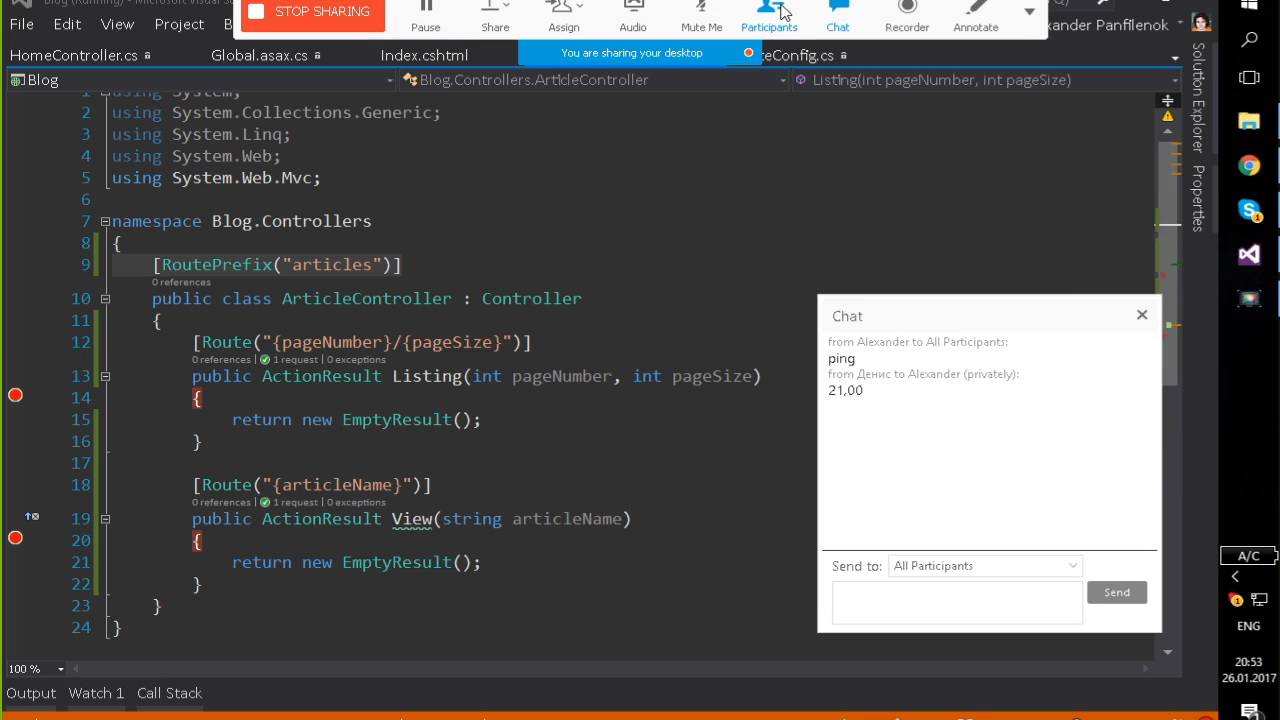 Blog (Running) - Microsoft Visual
STOP SHARING
Pause
Share
Assign
Audio
Mute Me
Participants
Chat
Recorder
Annotate
File Edit View Project
xander Panfilenok
HomeController.cs
Global.asax.cs
Index.cshtml
You are sharing your desktop
teConfig.cs
Blog
Blog.Controllers.ArticleController
Listing(int pageNumber, int pageSize)
1 using System;
2 using System.Collections.Generic;
3 using System.Linq;
4 using System.Web;
5 using System.Web.Mvc;
6
7 namespace Blog.Controllers
8 {
9 [RoutePrefix("articles")]
0 references
10 public class ArticleController : Controller
11 {
12 [Route("{pageNumber}/{pageSize}")]
0 references | 1 request | 0 exceptions
13 public ActionResult Listing(int pageNumber, int pageSize)
14 {
15 return new EmptyResult();
16 }
17
18 [Route("{articleName}")]
0 references | 1 request | 0 exceptions
19 public ActionResult View(string articleName)
20 {
21 return new EmptyResult();
22 }
23 }
24 }
100 %
Output Watch 1 Call Stack
Solution Explorer
Properties
Chat
from Alexander to All Participants:
ping
from Денис to Alexander (privately):
21,00
Send to: All Participants
Send
A/C
ENG
20:53
26.01.2017